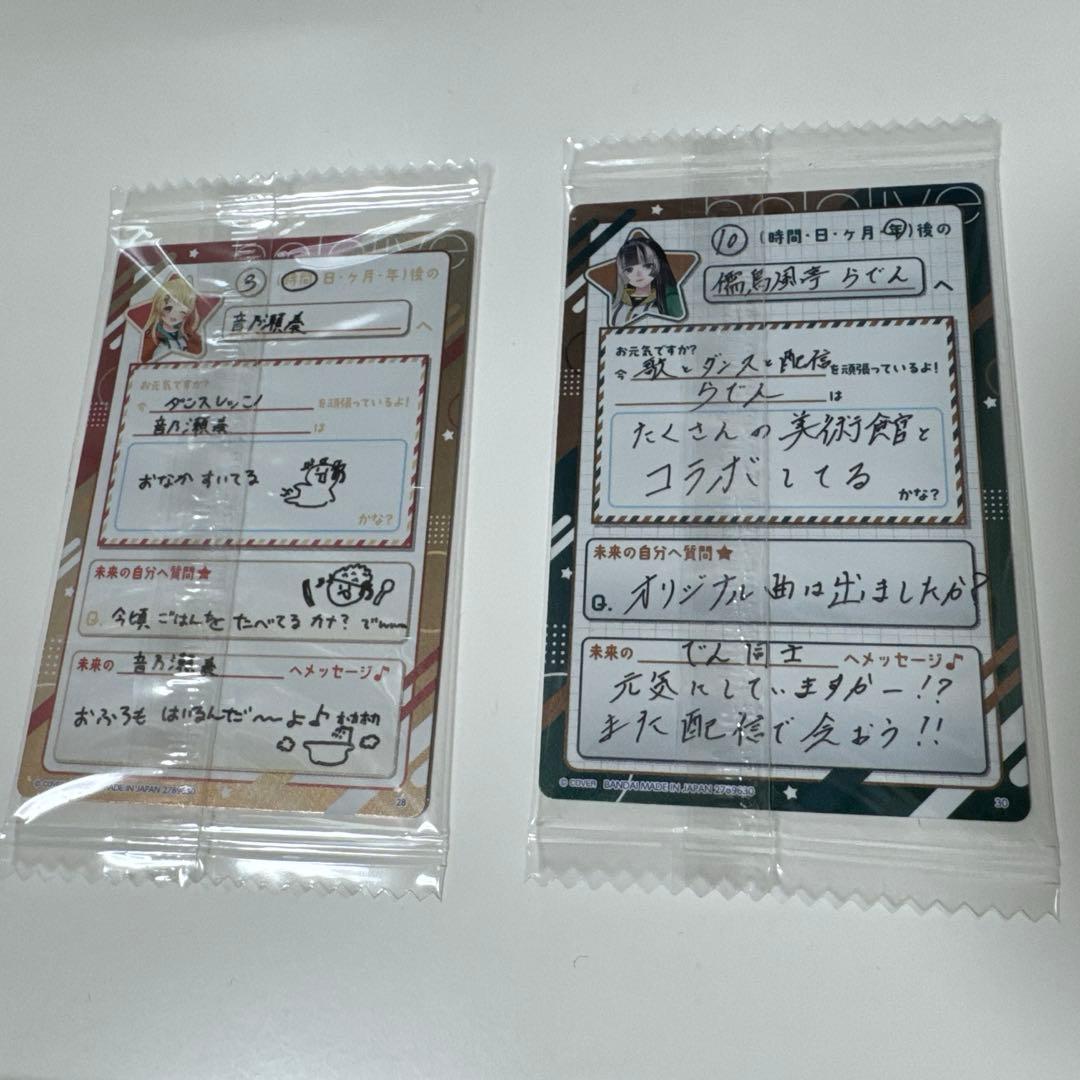 hololive
③ (時間・日・ケ月・年)後の
音乃瀬奏 へ
お元気ですか?
今 ダンスレッスン を頑張っているよ!
音乃瀬奏 は
おなかすいてる
かな?
未来の自分へ質問★
Q. 今頃ごはんをたべてるカナ?
未来の 音乃瀬奏 へメッセージ♪
おふろもはいるんだ〜〜よ♪
© COVER MADE IN JAPAN 2789630
28
hololive
⑩ (時間・日・ケ月・年)後の
儒烏風亭 らでん へ
お元気ですか?
今 歌とダンスと配信 を頑張っているよ!
らでん は
たくさんの美術館と
コラボしてる
かな?
未来の自分へ質問★
Q. オリジナル曲は出ましたか?
未来の でん同士 へメッセージ♪
元気にしていますかー!?
また配信で会おう!!
© COVER BANDAI MADE IN JAPAN 2789630
30